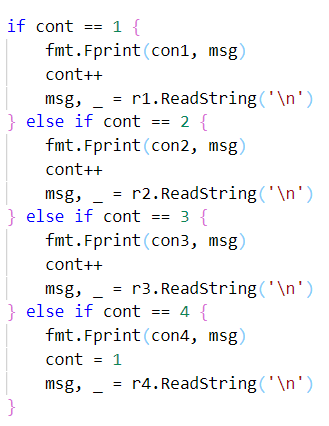 if cont == 1 {
    fmt.Fprint(con1, msg)
    cont++
    msg, _ = r1.ReadString('\n')
} else if cont == 2 {
    fmt.Fprint(con2, msg)
    cont++
    msg, _ = r2.ReadString('\n')
} else if cont == 3 {
    fmt.Fprint(con3, msg)
    cont++
    msg, _ = r3.ReadString('\n')
} else if cont == 4 {
    fmt.Fprint(con4, msg)
    cont = 1
    msg, _ = r4.ReadString('\n')
}